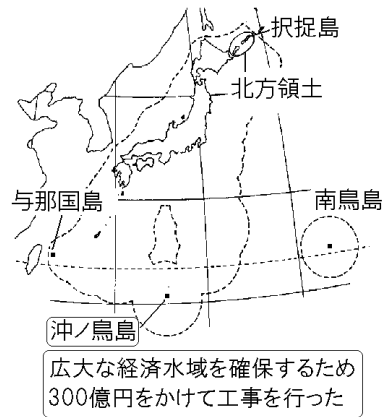 択捉島
北方領土
与那国島
南鳥島
沖ノ鳥島
広大な経済水域を確保するため
300億円をかけて工事を行った